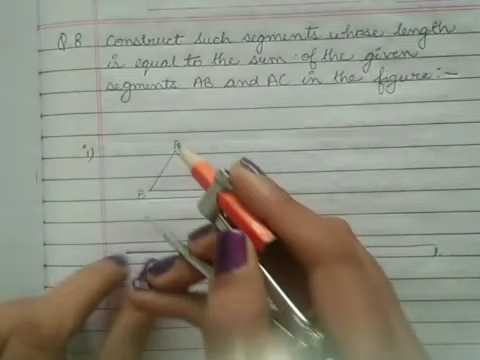 Q8 Construct such segments whose length
is equal to the sum of the given
segments AB and AC in the figure:-
i)
A
B
l